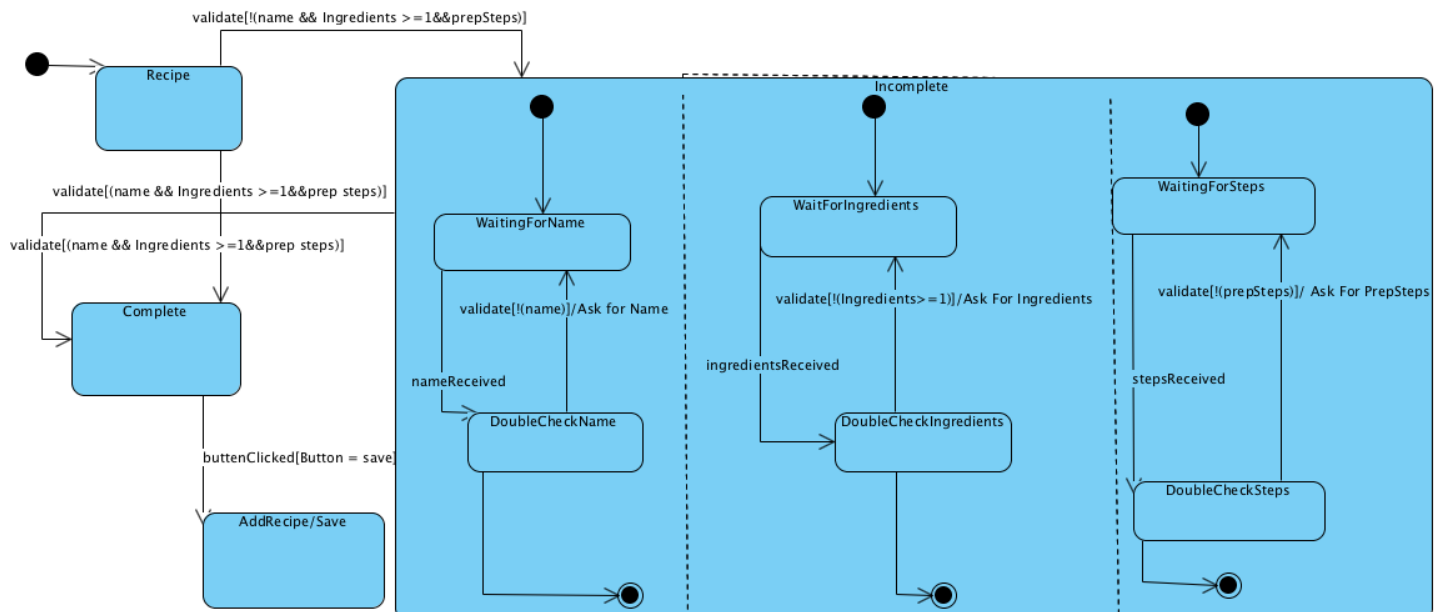 validate[!(name && Ingredients >=1&&prepSteps)]
Recipe
Incomplete
validate[(name && Ingredients >=1&&prep steps)]
WaitingForName
WaitForIngredients
WaitingForSteps
validate[(name && Ingredients >=1&&prep steps)]
Complete
validate[!(name)]/Ask for Name
validate[!(Ingredients>=1)]/Ask For Ingredients
validate[!(prepSteps)]/ Ask For PrepSteps
nameReceived
ingredientsReceived
stepsReceived
DoubleCheckName
DoubleCheckIngredients
DoubleCheckSteps
buttenClicked[Button = save]
AddRecipe/Save